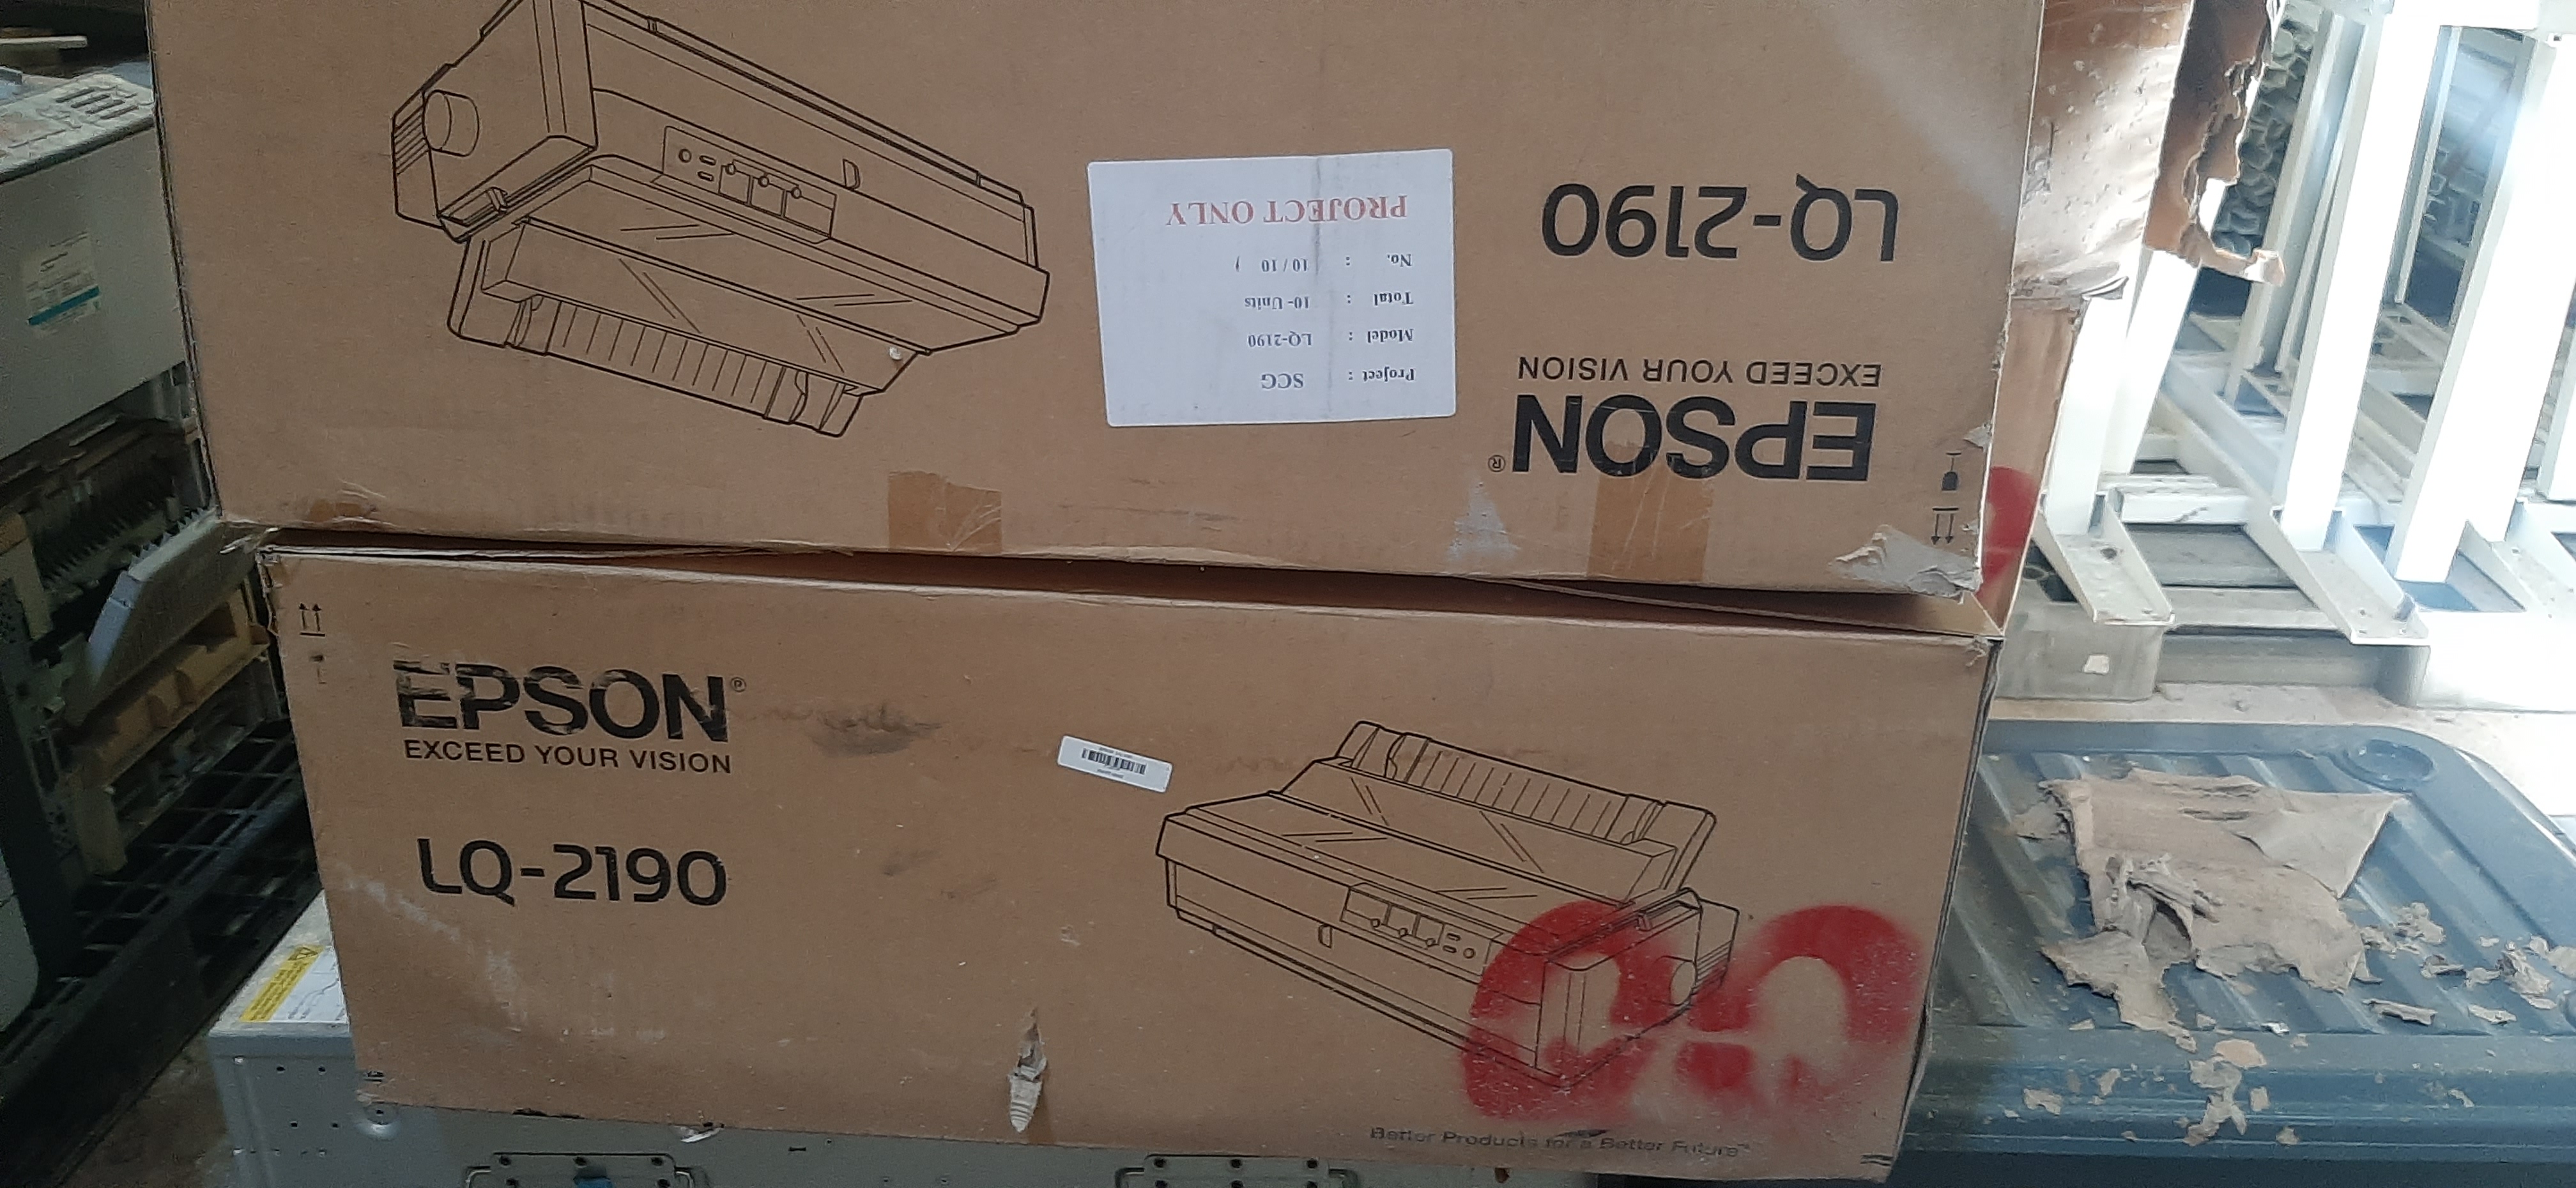 EPSON®
EXCEED YOUR VISION
LQ-2190
Project : SCG
Model : LQ-2190
Total : 10-Units
No. : 10 / 10
PROJECT ONLY
EPSON®
EXCEED YOUR VISION
LQ-2190
Better Products for a Better Future™